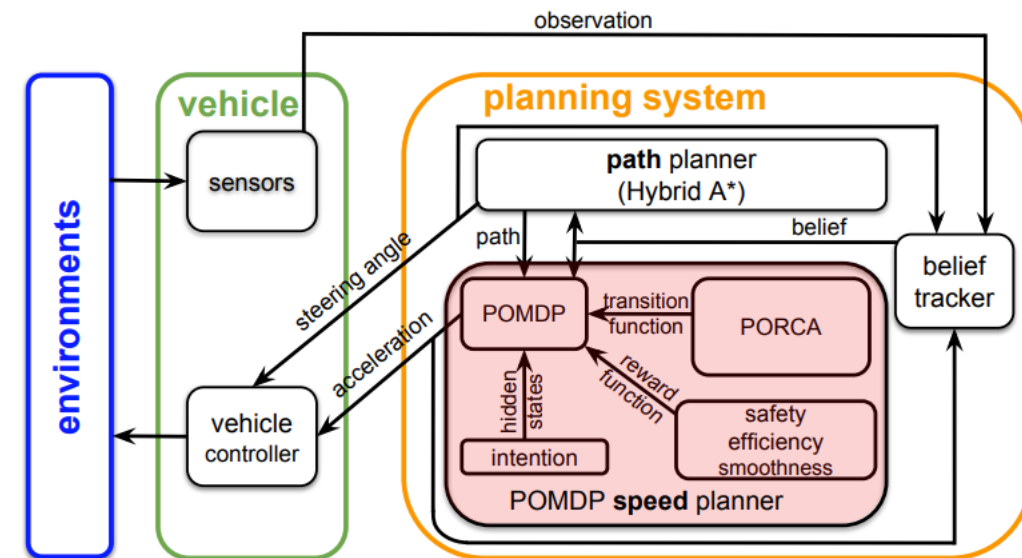 observation
vehicle
planning system
environments
sensors
path planner
(Hybrid A*)
path
belief
belief
tracker
steering angle
acceleration
POMDP
transition
function
PORCA
reward
function
hidden
states
intention
safety
efficiency
smoothness
vehicle
controller
POMDP speed planner